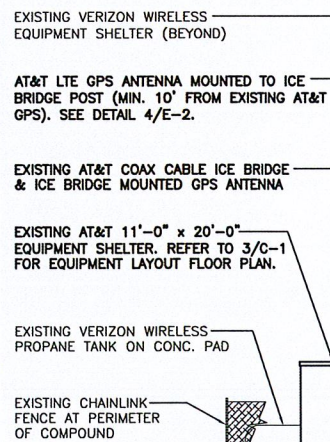 EXISTING VERIZON WIRELESS
EQUIPMENT SHELTER (BEYOND)
AT&T LTE GPS ANTENNA MOUNTED TO ICE
BRIDGE POST (MIN. 10' FROM EXISTING AT&T
GPS). SEE DETAIL 4/E-2.
EXISTING AT&T COAX CABLE ICE BRIDGE
& ICE BRIDGE MOUNTED GPS ANTENNA
EXISTING AT&T 11'-0" x 20'-0"
EQUIPMENT SHELTER. REFER TO 3/C-1
FOR EQUIPMENT LAYOUT FLOOR PLAN.
EXISTING VERIZON WIRELESS
PROPANE TANK ON CONC. PAD
EXISTING CHAINLINK
FENCE AT PERIMETER
OF COMPOUND